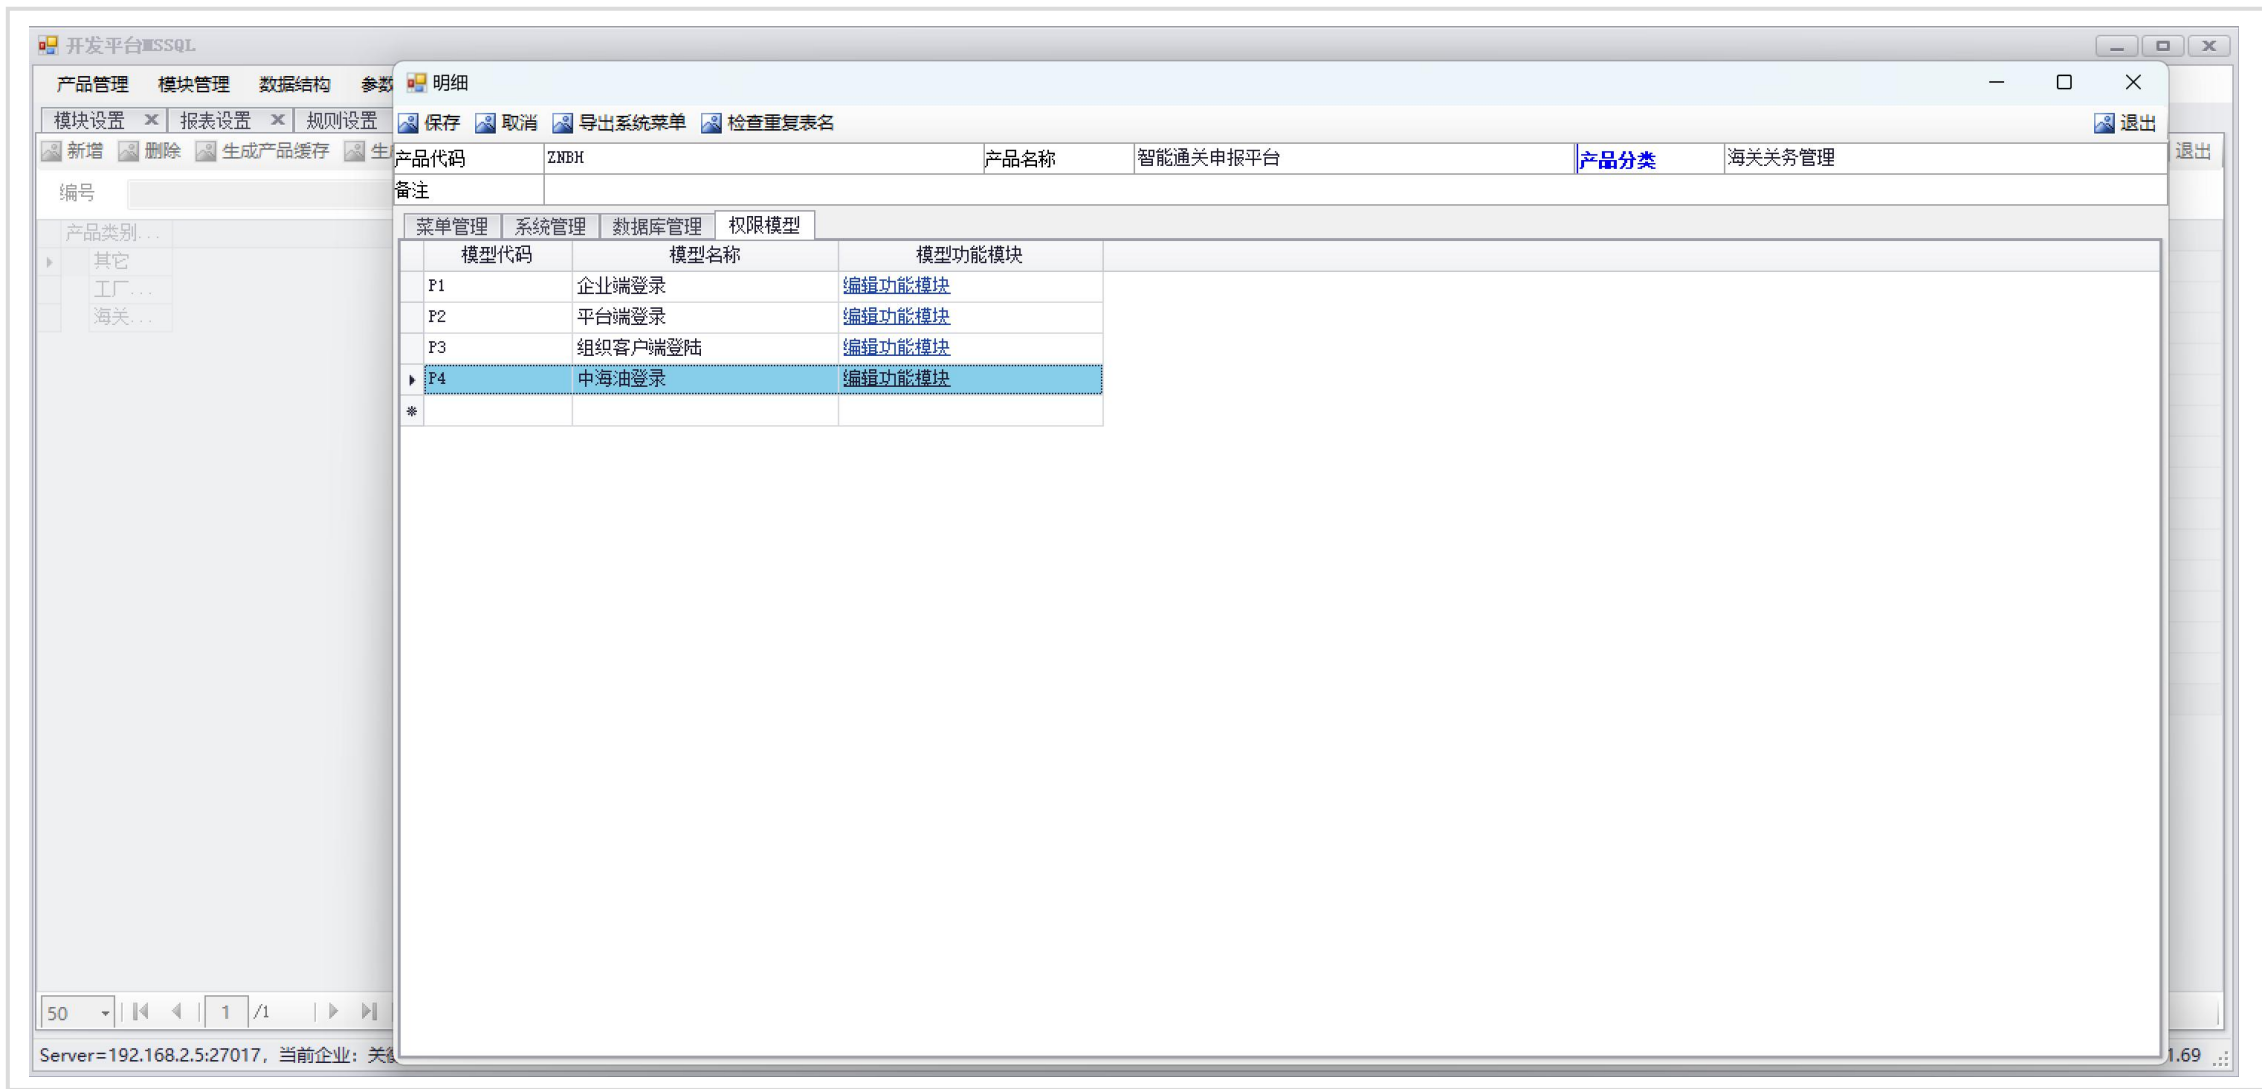 开发平台MSSQL
产品管理 模块管理 数据结构 参数
明细
模块设置 报表设置 规则设置
保存 取消 导出系统菜单 检查重复表名 退出
新增 删除 生成产品缓存 生 退出
产品代码 ZNBH 产品名称 智能通关申报平台 产品分类 海关关务管理
备注
编号
菜单管理 系统管理 数据库管理 权限模型
产品类别...
其它
工厂...
海关...
模型代码 模型名称 模型功能模块
P1 企业端登录 编辑功能模块
P2 平台端登录 编辑功能模块
P3 组织客户端登陆 编辑功能模块
P4 中海油登录 编辑功能模块
50 1 /1
Server=192.168.2.5:27017，当前企业：关 1.69